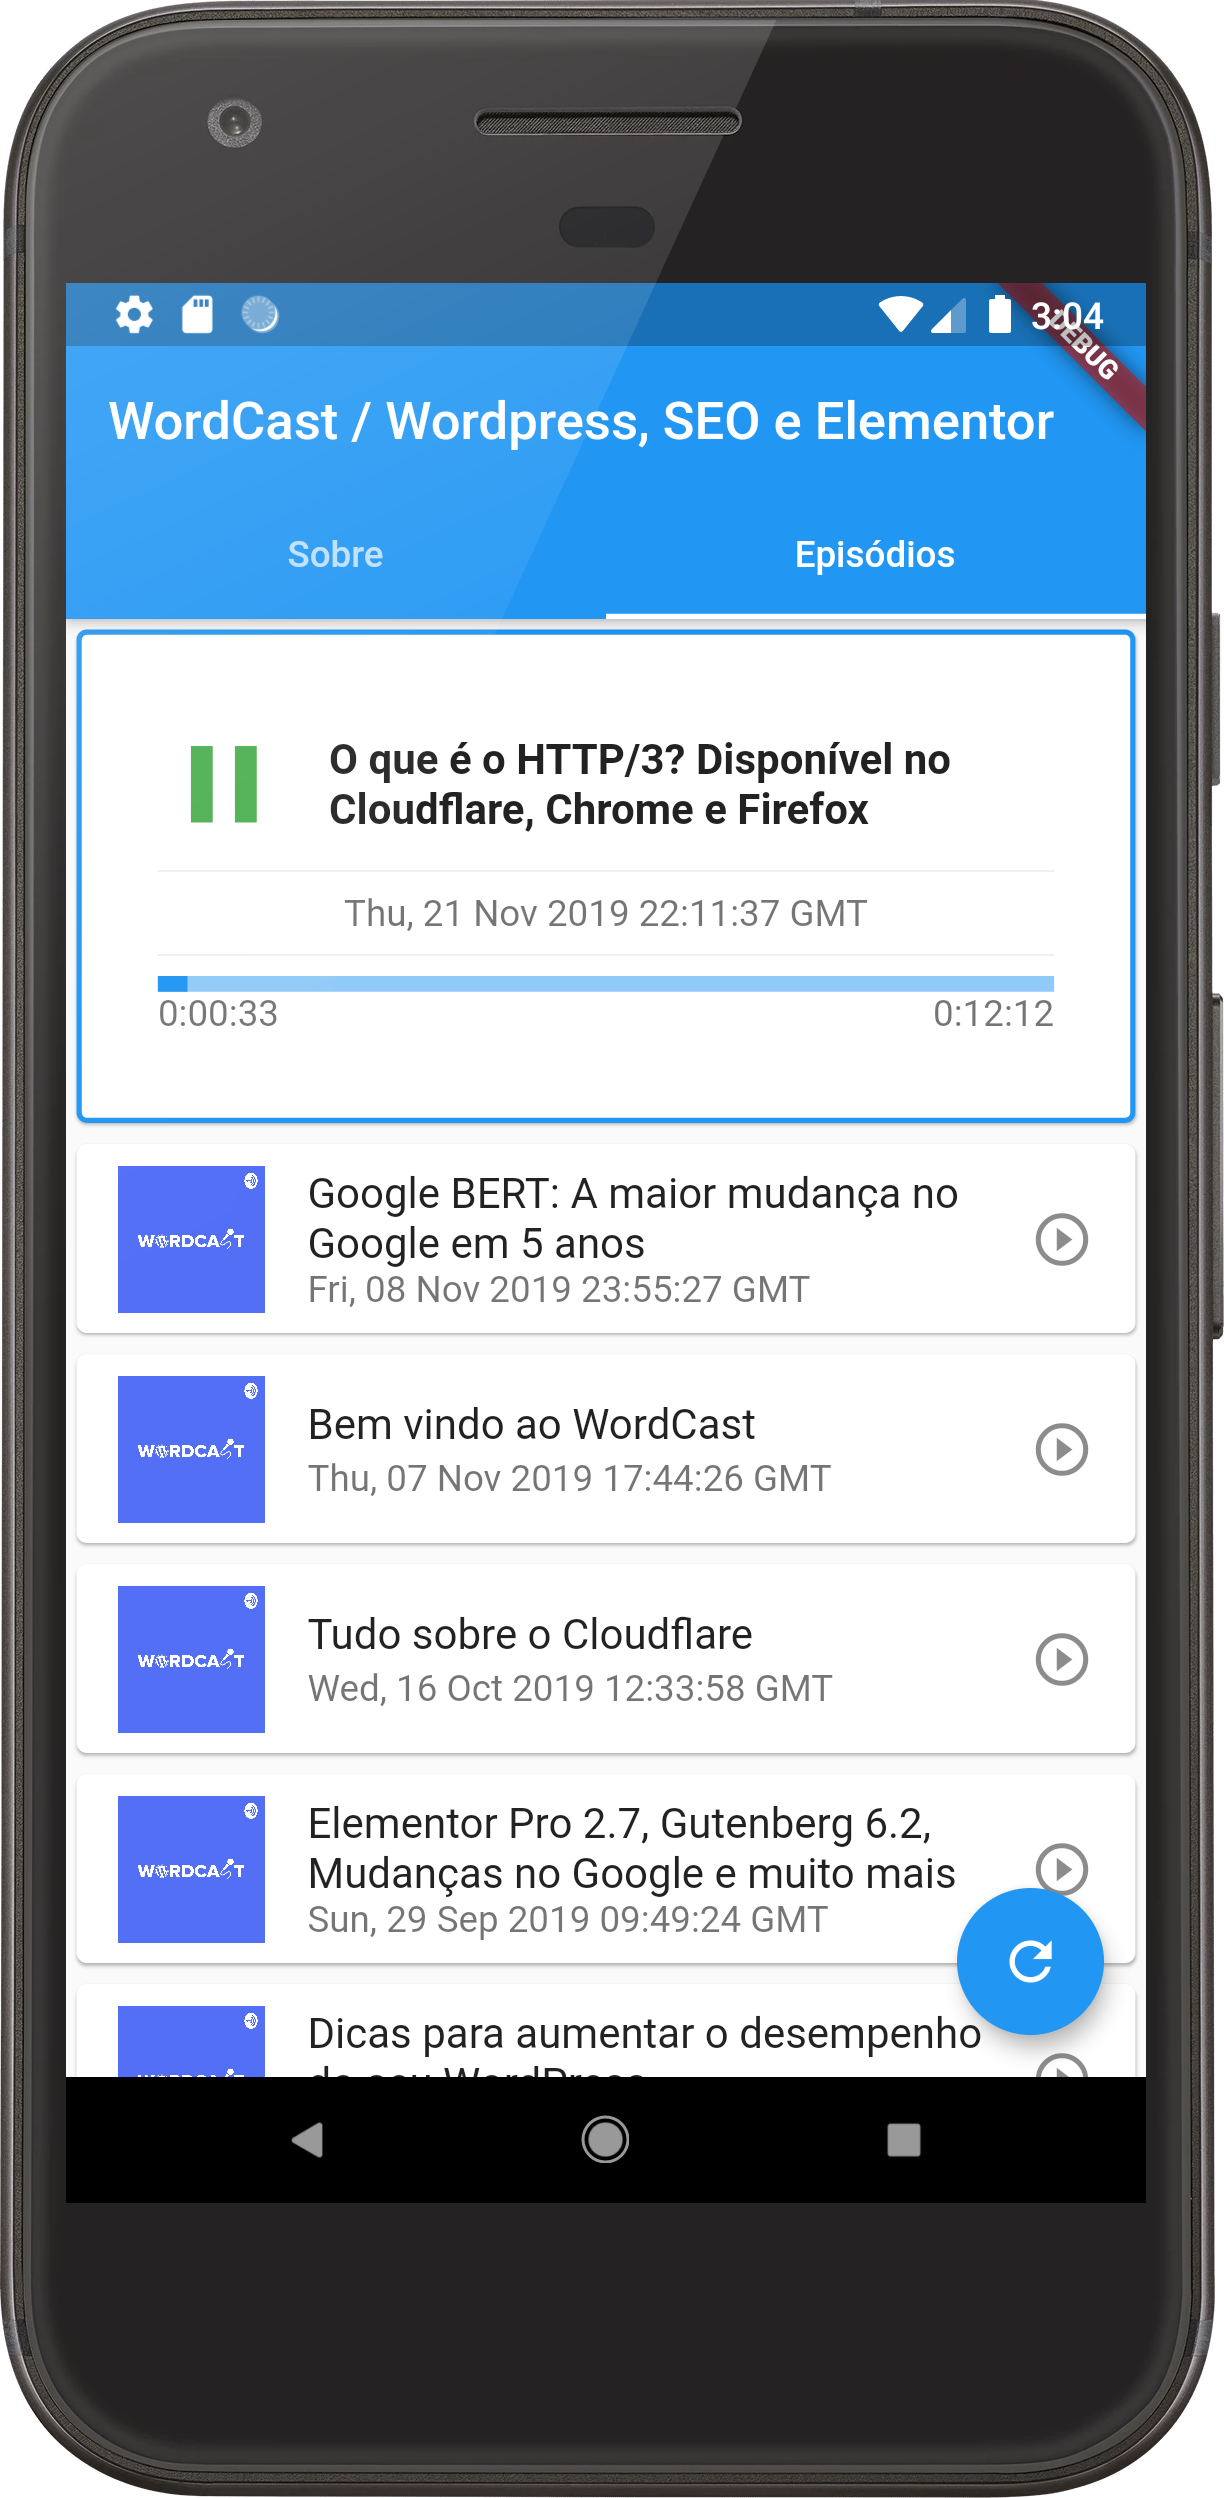 3:04
DEBUG
WordCast / Wordpress, SEO e Elementor
Sobre
Episódios
O que é o HTTP/3? Disponível no
Cloudflare, Chrome e Firefox
Thu, 21 Nov 2019 22:11:37 GMT
0:00:33
0:12:12
WORDCAST
Google BERT: A maior mudança no
Google em 5 anos
Fri, 08 Nov 2019 23:55:27 GMT
WORDCAST
Bem vindo ao WordCast
Thu, 07 Nov 2019 17:44:26 GMT
WORDCAST
Tudo sobre o Cloudflare
Wed, 16 Oct 2019 12:33:58 GMT
WORDCAST
Elementor Pro 2.7, Gutenberg 6.2,
Mudanças no Google e muito mais
Sun, 29 Sep 2019 09:49:24 GMT
Dicas para aumentar o desempenho
do seu WordPress